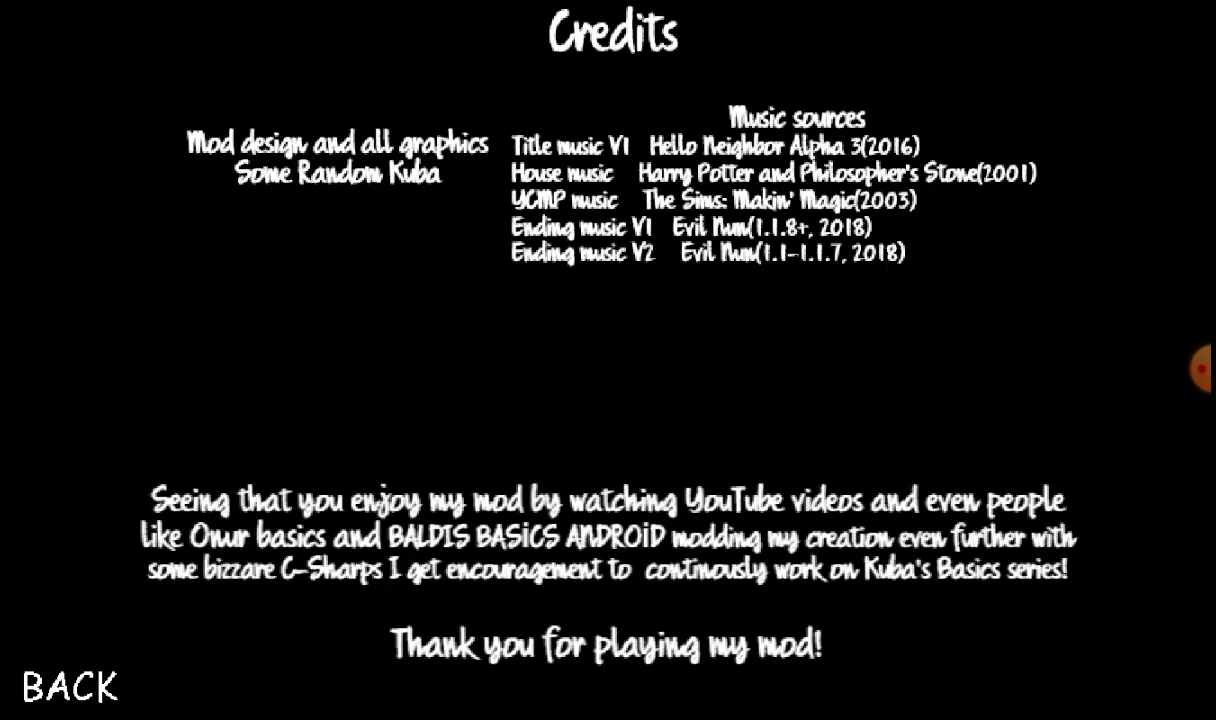 Credits
Mod design and all graphics
Some Random Kuba
Music sources
Title music V1 Hello Neighbor Alpha 3(2016)
House music Harry Potter and Philosopher's Stone(2001)
YCMP music The Sims: Makin' Magic(2003)
Ending music V1 Evil Nun(1.1.8+, 2018)
Ending music V2 Evil Nun(1.1-1.1.7, 2018)
Seeing that you enjoy my mod by watching YouTube videos and even people
like Onur basics and BALDIS BASİCS ANDROİD modding my creation even further with
some bizzare C-Sharps I get encouragement to continously work on Kuba's Basics series!
Thank you for playing my mod!
BACK